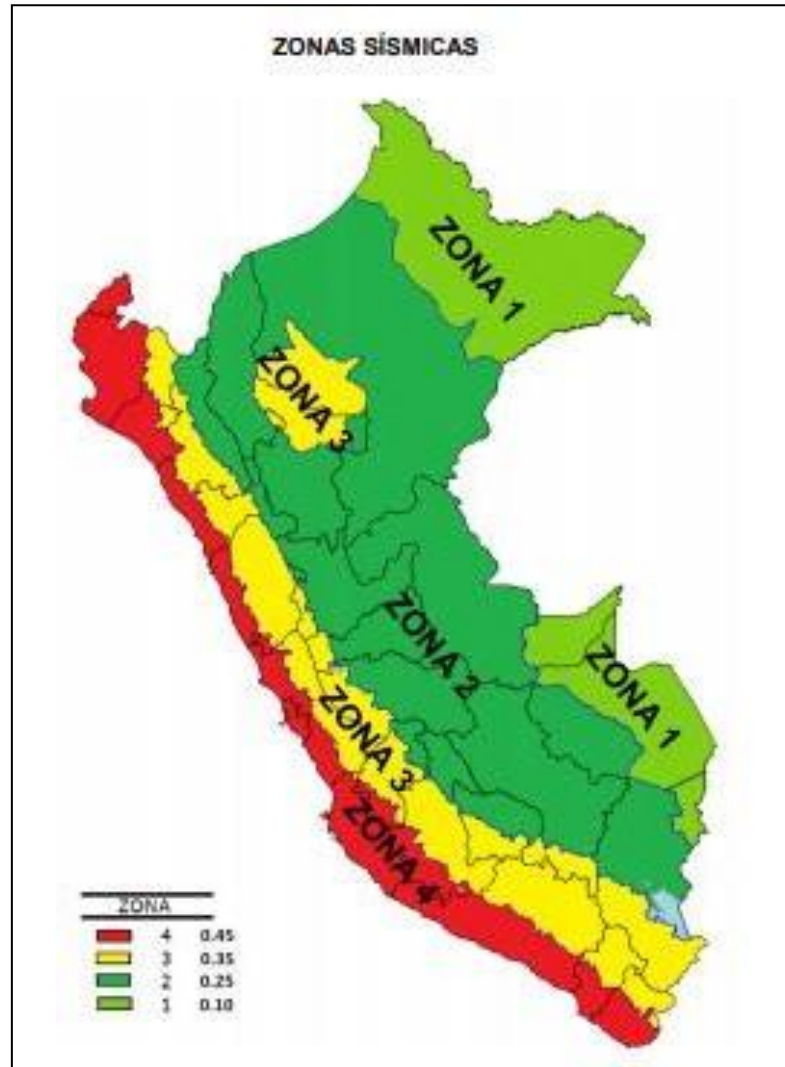 ZONAS SÍSMICAS
ZONA 1
ZONA 3
ZONA 2
ZONA 1
ZONA 3
ZONA 4
ZONA
4 0.45
3 0.35
2 0.25
1 0.10